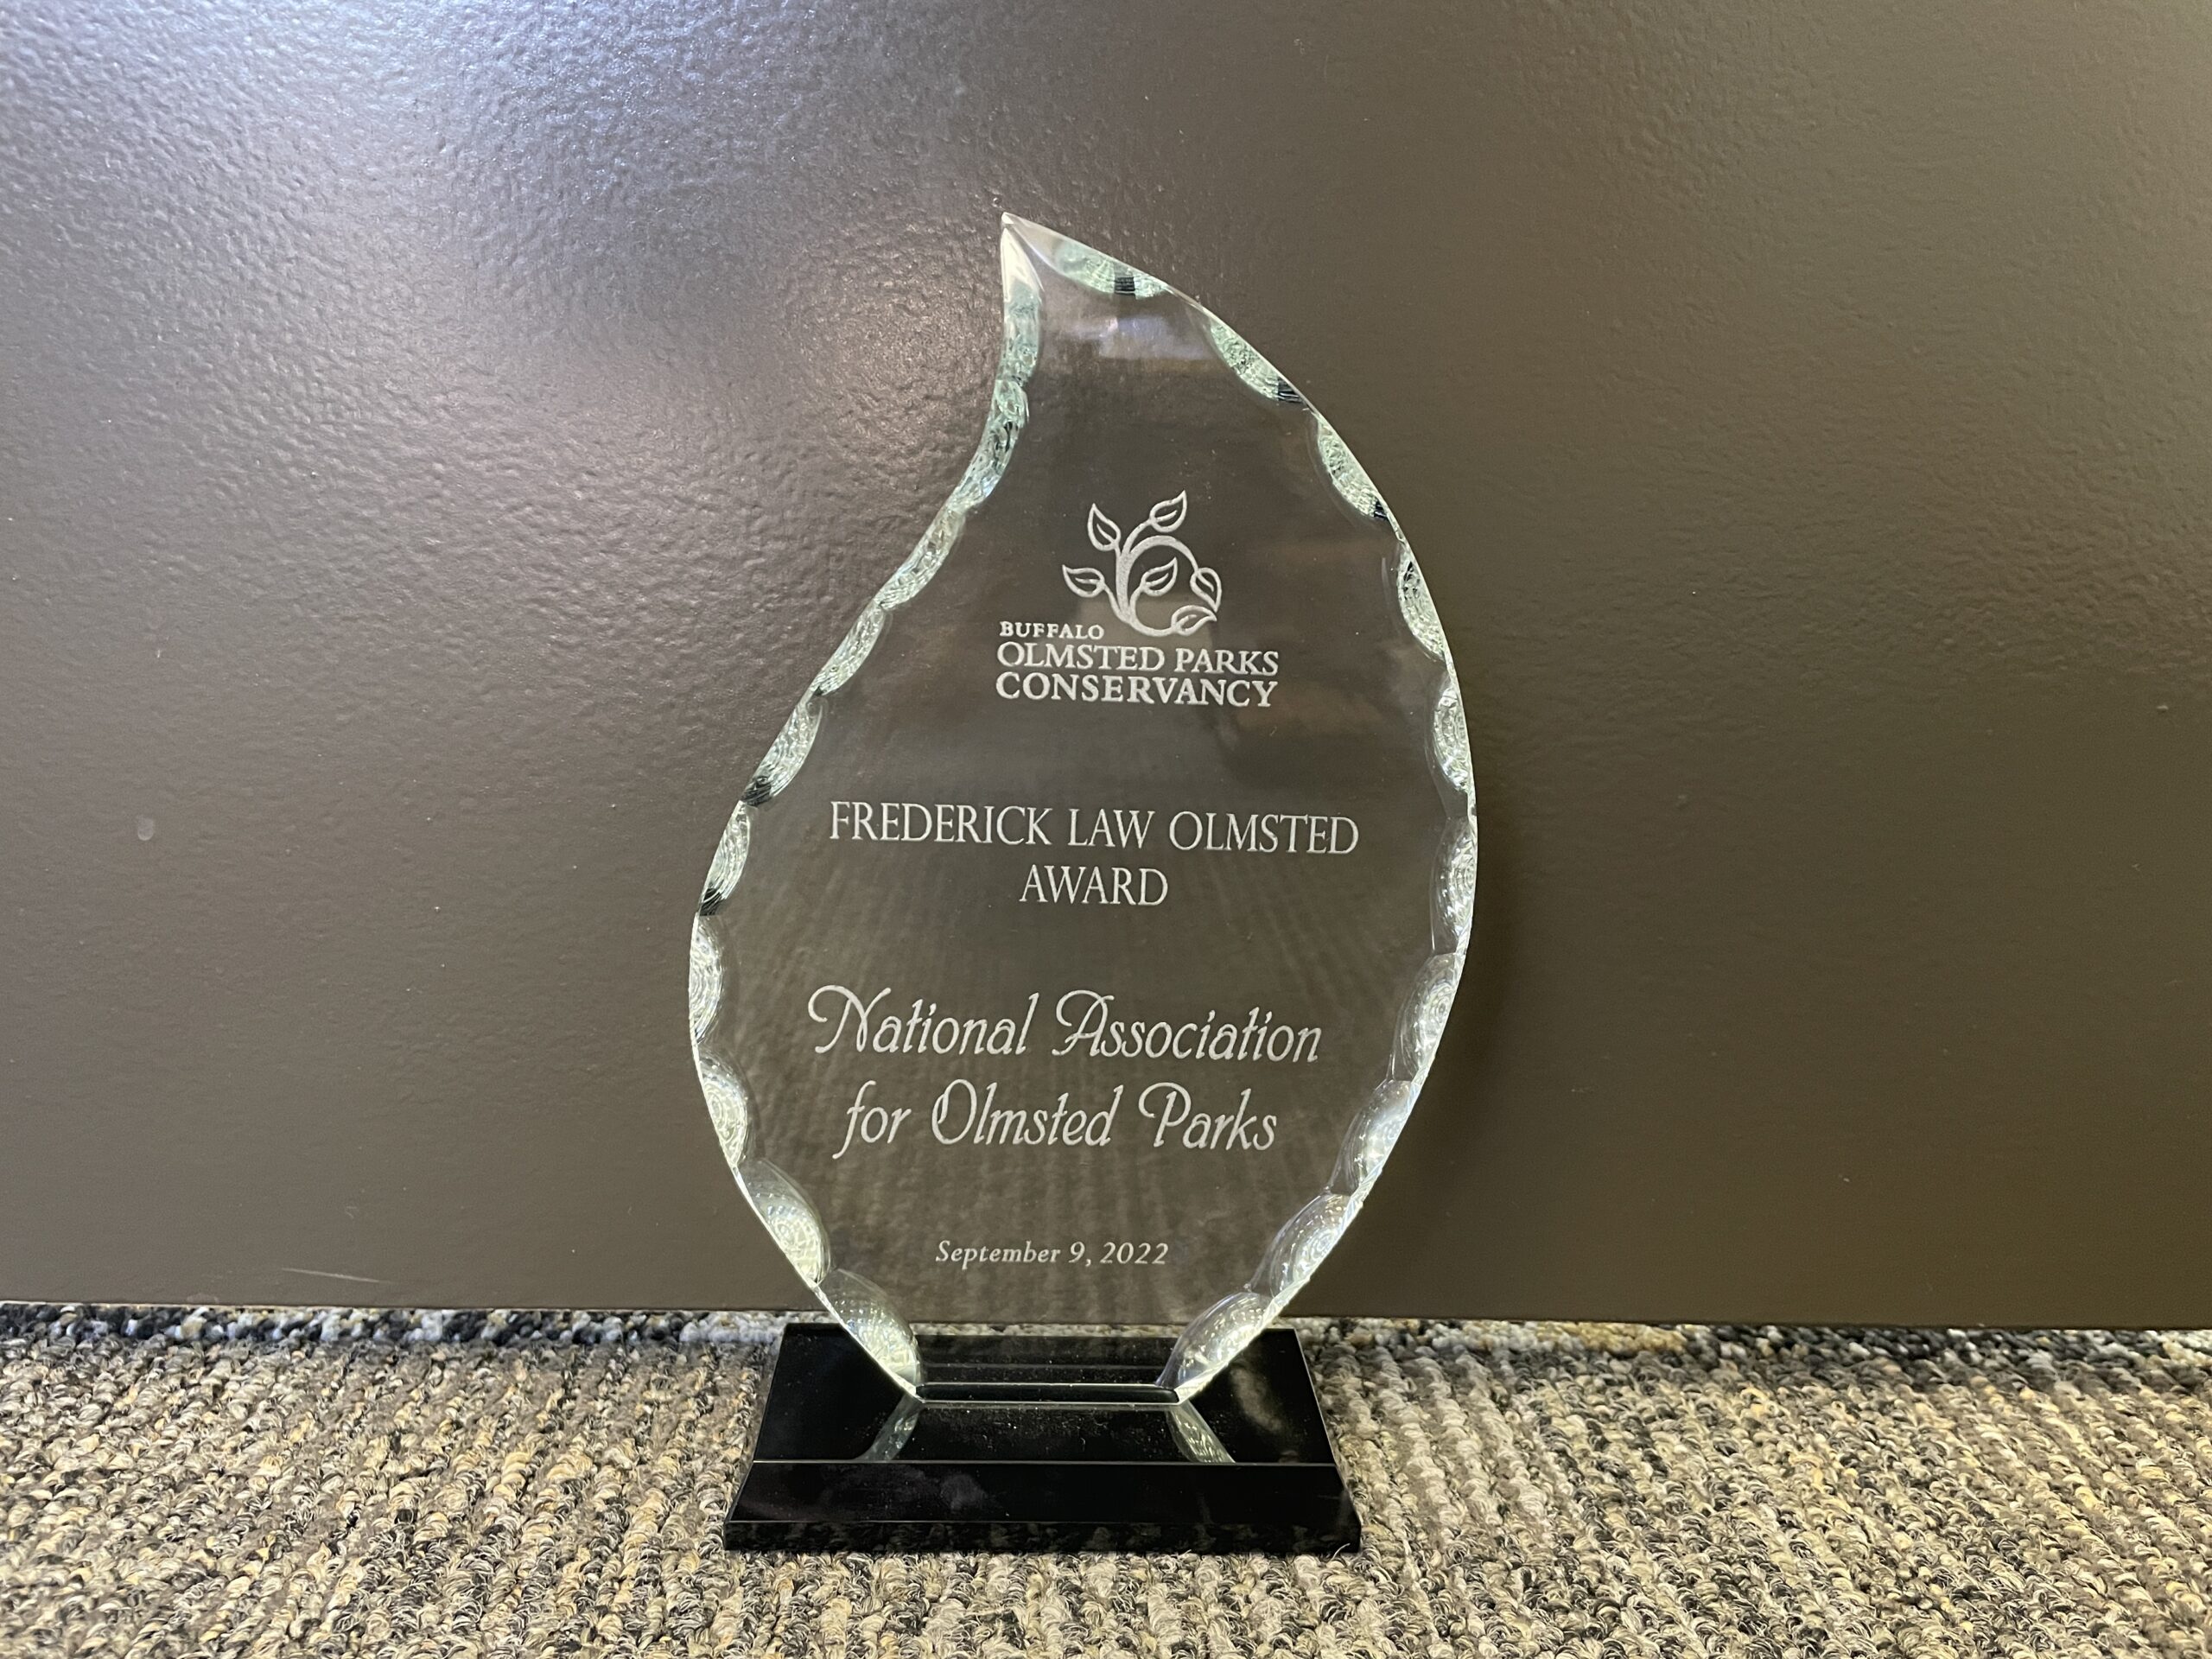 BUFFALO
OLMSTED PARKS
CONSERVANCY
FREDERICK LAW OLMSTED
AWARD
National Association
for Olmsted Parks
September 9, 2022